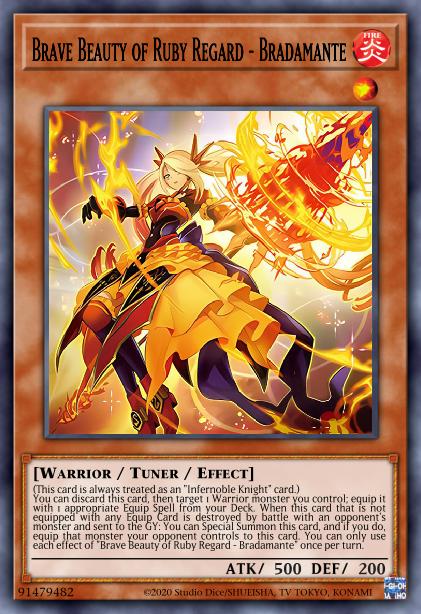 BRAVE BEAUTY OF RUBY REGARD - BRADAMANTE
FIRE
炎
[WARRIOR / TUNER / EFFECT]
(This card is always treated as an "Infernoble Knight" card.)
You can discard this card, then target 1 Warrior monster you control; equip it
with 1 appropriate Equip Spell from your Deck. When this card that is not
equipped with any Equip Card is destroyed by battle with an opponent's
monster and sent to the GY: You can Special Summon this card, and if you do,
equip that monster your opponent controls to this card. You can only use
each effect of "Brave Beauty of Ruby Regard - Bradamante" once per turn.
ATK/ 500 DEF/ 200
91479482
©2020 Studio Dice/SHUEISHA, TV TOKYO, KONAMI